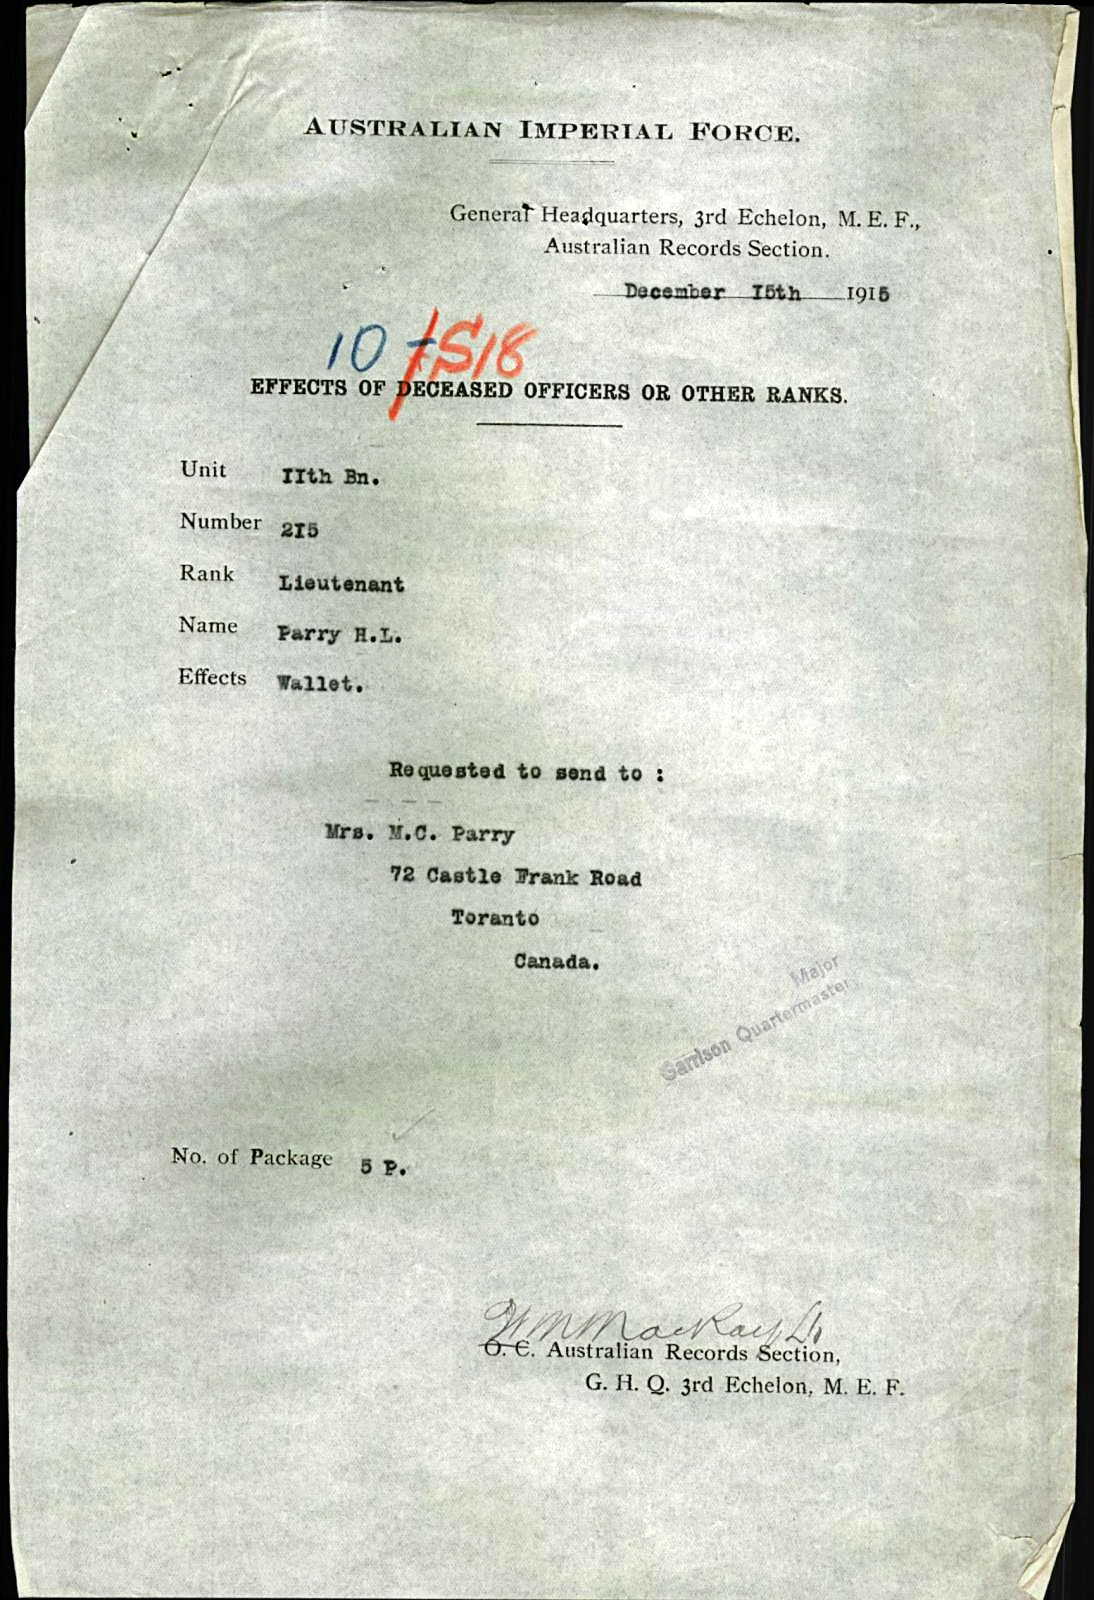 AUSTRALIAN IMPERIAL FORCE.
General Headquarters, 3rd Echelon, M. E. F.,
Australian Records Section.
December I5th 1915
10 / S18
EFFECTS OF DECEASED OFFICERS OR OTHER RANKS.
Unit IIth Bn.
Number 2I5
Rank Lieutenant
Name Parry H.L.
Effects Wallet.
Requested to send to :
Mrs. M.C. Parry
72 Castle Frank Road
Toranto
Canada.
Major
Garrison Quartermaster
No. of Package 5 P.
WM MacKay Lt
O. C. Australian Records Section,
G. H. Q. 3rd Echelon, M. E. F.